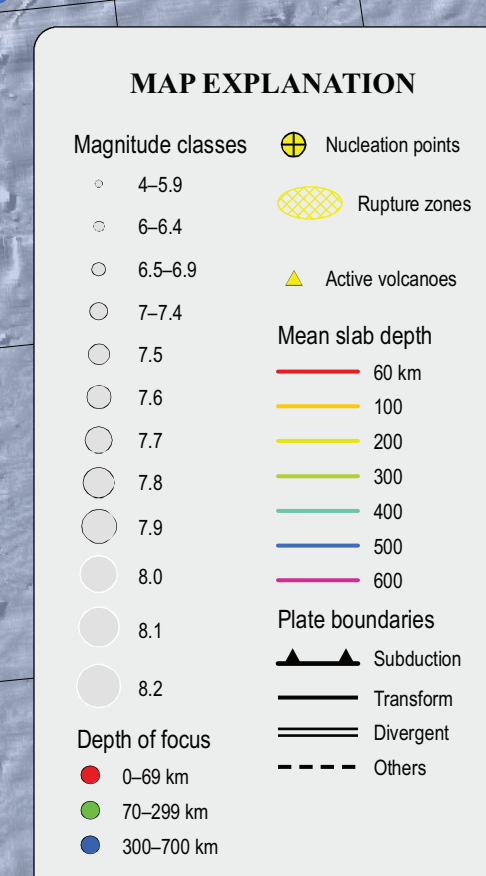 MAP EXPLANATION
Magnitude classes
4–5.9
6–6.4
6.5–6.9
7–7.4
7.5
7.6
7.7
7.8
7.9
8.0
8.1
8.2
Depth of focus
0–69 km
70–299 km
300–700 km
Nucleation points
Rupture zones
Active volcanoes
Mean slab depth
60 km
100
200
300
400
500
600
Plate boundaries
Subduction
Transform
Divergent
Others